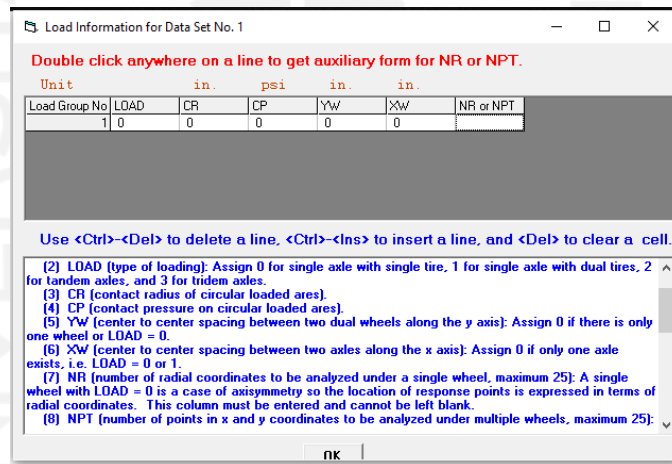 Load Information for Data Set No. 1
Double click anywhere on a line to get auxiliary form for NR or NPT.
Unit in. psi in. in.
Load Group No LOAD CR CP YW XW NR or NPT
1 0 0 0 0 0
Use <Ctrl>-<Del> to delete a line, <Ctrl>-<Ins> to insert a line, and <Del> to clear a cell.
(2) LOAD (type of loading): Assign 0 for single axle with single tire, 1 for single axle with dual tires, 2
for tandem axles, and 3 for tridem axles.
(3) CR (contact radius of circular loaded ares).
(4) CP (contact pressure on circular loaded ares).
(5) YW (center to center spacing between two dual wheels along the y axis): Assign 0 if there is only
one wheel or LOAD = 0.
(6) XW (center to center spacing between two axles along the x axis): Assign 0 if only one axle
exists, i.e. LOAD = 0 or 1.
(7) NR (number of radial coordinates to be analyzed under a single wheel, maximum 25): A single
wheel with LOAD = 0 is a case of axisymmetry so the location of response points is expressed in terms of
radial coordinates. This column must be entered and cannot be left blank.
(8) NPT (number of points in x and y coordinates to be analyzed under multiple wheels, maximum 25):
OK